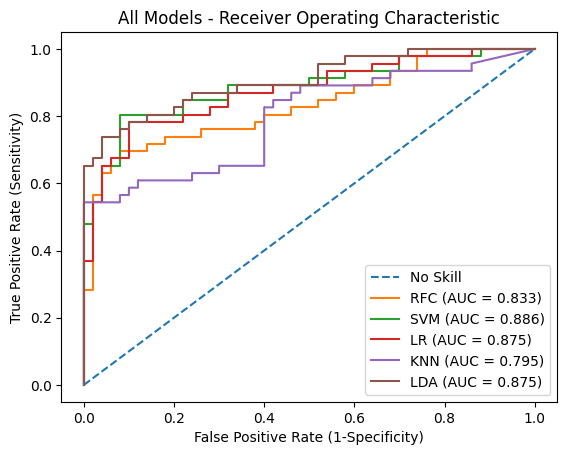 All Models - Receiver Operating Characteristic
True Positive Rate (Sensitivity)
1.0
0.8
0.6
0.4
0.2
0.0
No Skill
RFC (AUC = 0.833)
SVM (AUC = 0.886)
LR (AUC = 0.875)
KNN (AUC = 0.795)
LDA (AUC = 0.875)
0.0 0.2 0.4 0.6 0.8 1.0
False Positive Rate (1-Specificity)